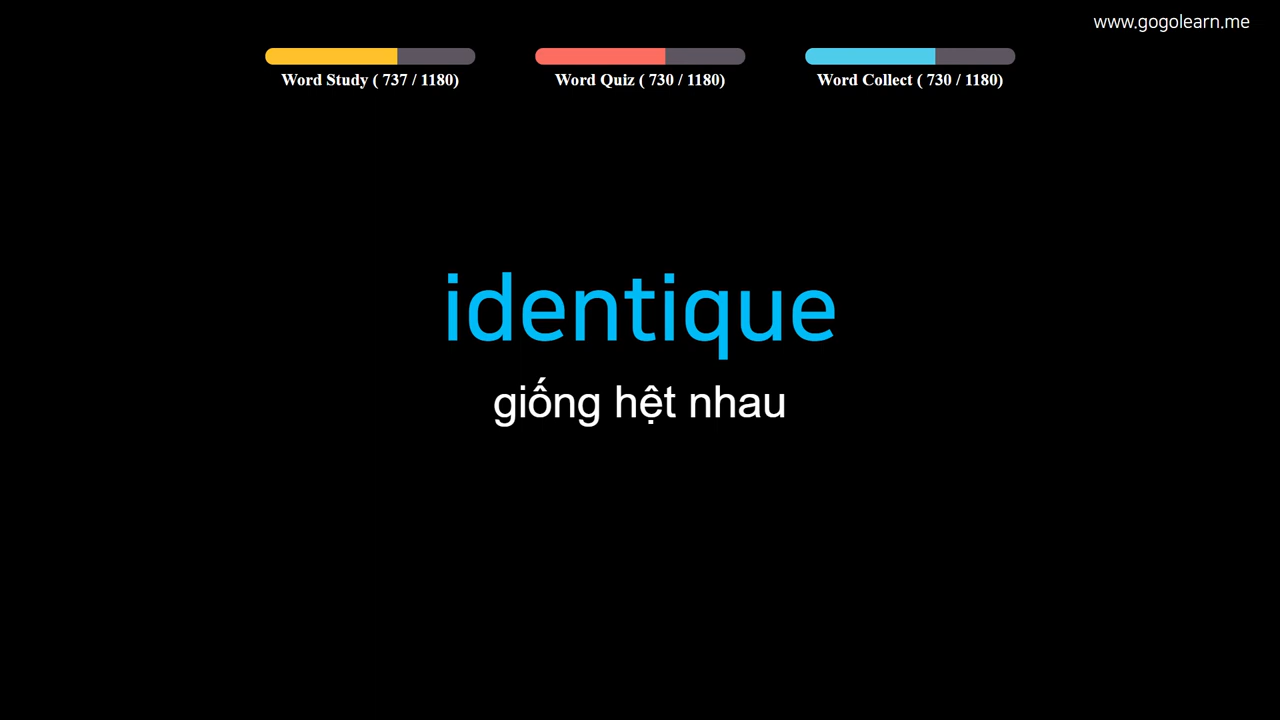 www.gogolearn.me
Word Study ( 737 / 1180)
Word Quiz ( 730 / 1180)
Word Collect ( 730 / 1180)
identique
giống hệt nhau